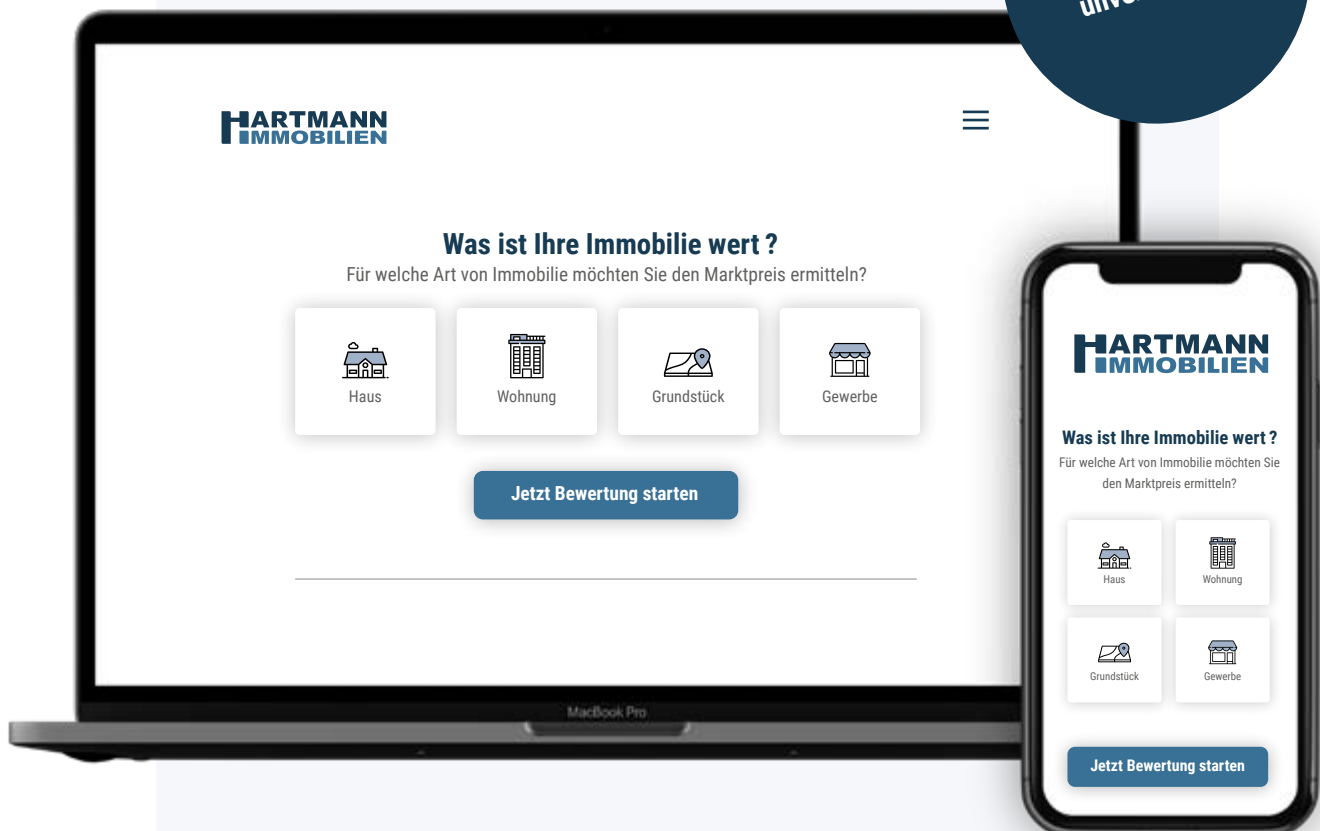 HARTMANN
IMMOBILIEN
Was ist Ihre Immobilie wert ?
Für welche Art von Immobilie möchten Sie den Marktpreis ermitteln?
Haus
Wohnung
Grundstück
Gewerbe
Jetzt Bewertung starten
MacBook Pro
HARTMANN
IMMOBILIEN
Was ist Ihre Immobilie wert ?
Für welche Art von Immobilie möchten Sie
den Marktpreis ermitteln?
Haus
Wohnung
Grundstück
Gewerbe
Jetzt Bewertung starten